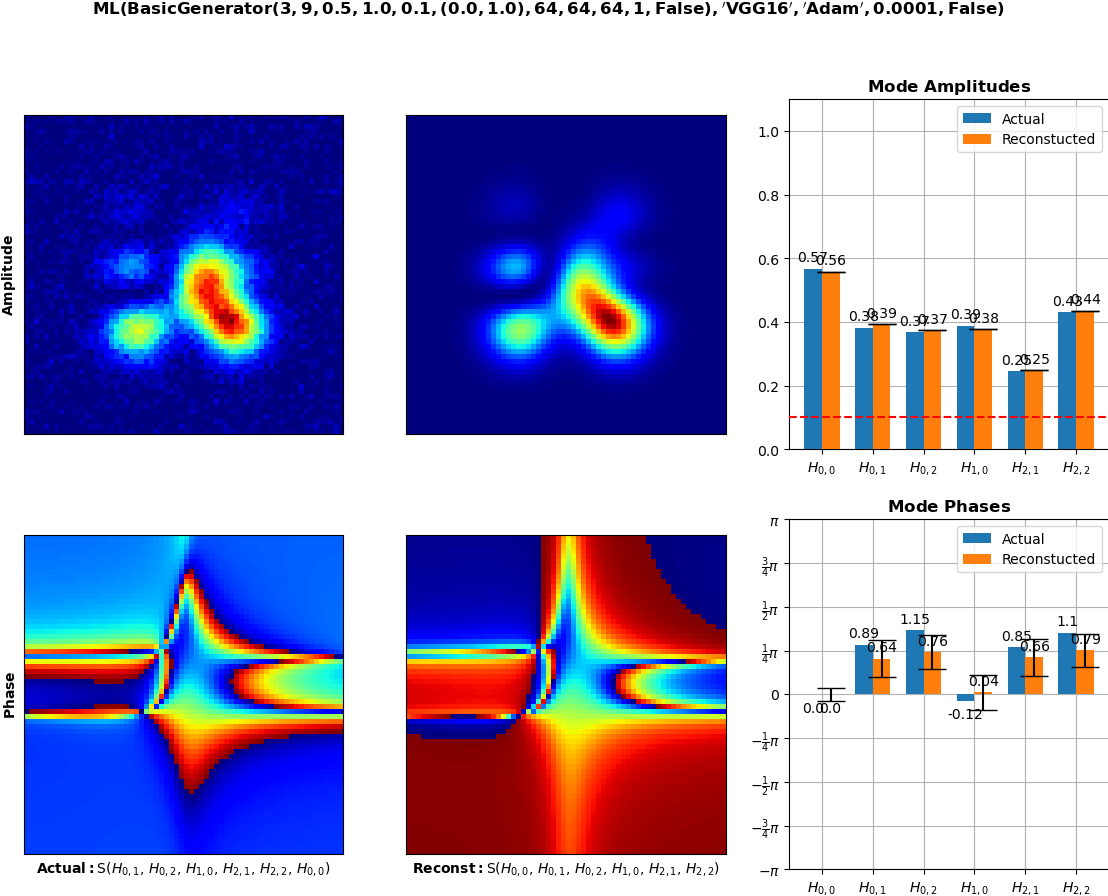 ML(BasicGenerator(3, 9, 0.5, 1.0, 0.1, (0.0, 1.0), 64, 64, 64, 1, False), 'VGG16', 'Adam', 0.0001, False)
Amplitude
Mode Amplitudes
Actual
Reconstucted
1.0
0.8
0.6
0.4
0.2
0.0
0.57 0.56
0.38 0.39
0.37 0.37
0.39 0.38
0.25 0.25
0.43 0.44
H0,0 H0,1 H0,2 H1,0 H2,1 H2,2
Phase
Mode Phases
Actual
Reconstucted
π
3/4π
1/2π
1/4π
0
−1/4π
−1/2π
−3/4π
−π
0.0 0.0
0.89 0.64
1.15 0.76
-0.12 0.04
0.85 0.66
1.1 0.79
H0,0 H0,1 H0,2 H1,0 H2,1 H2,2
Actual: S(H0,1, H0,2, H1,0, H2,1, H2,2, H0,0)
Reconst: S(H0,0, H0,1, H0,2, H1,0, H2,1, H2,2)